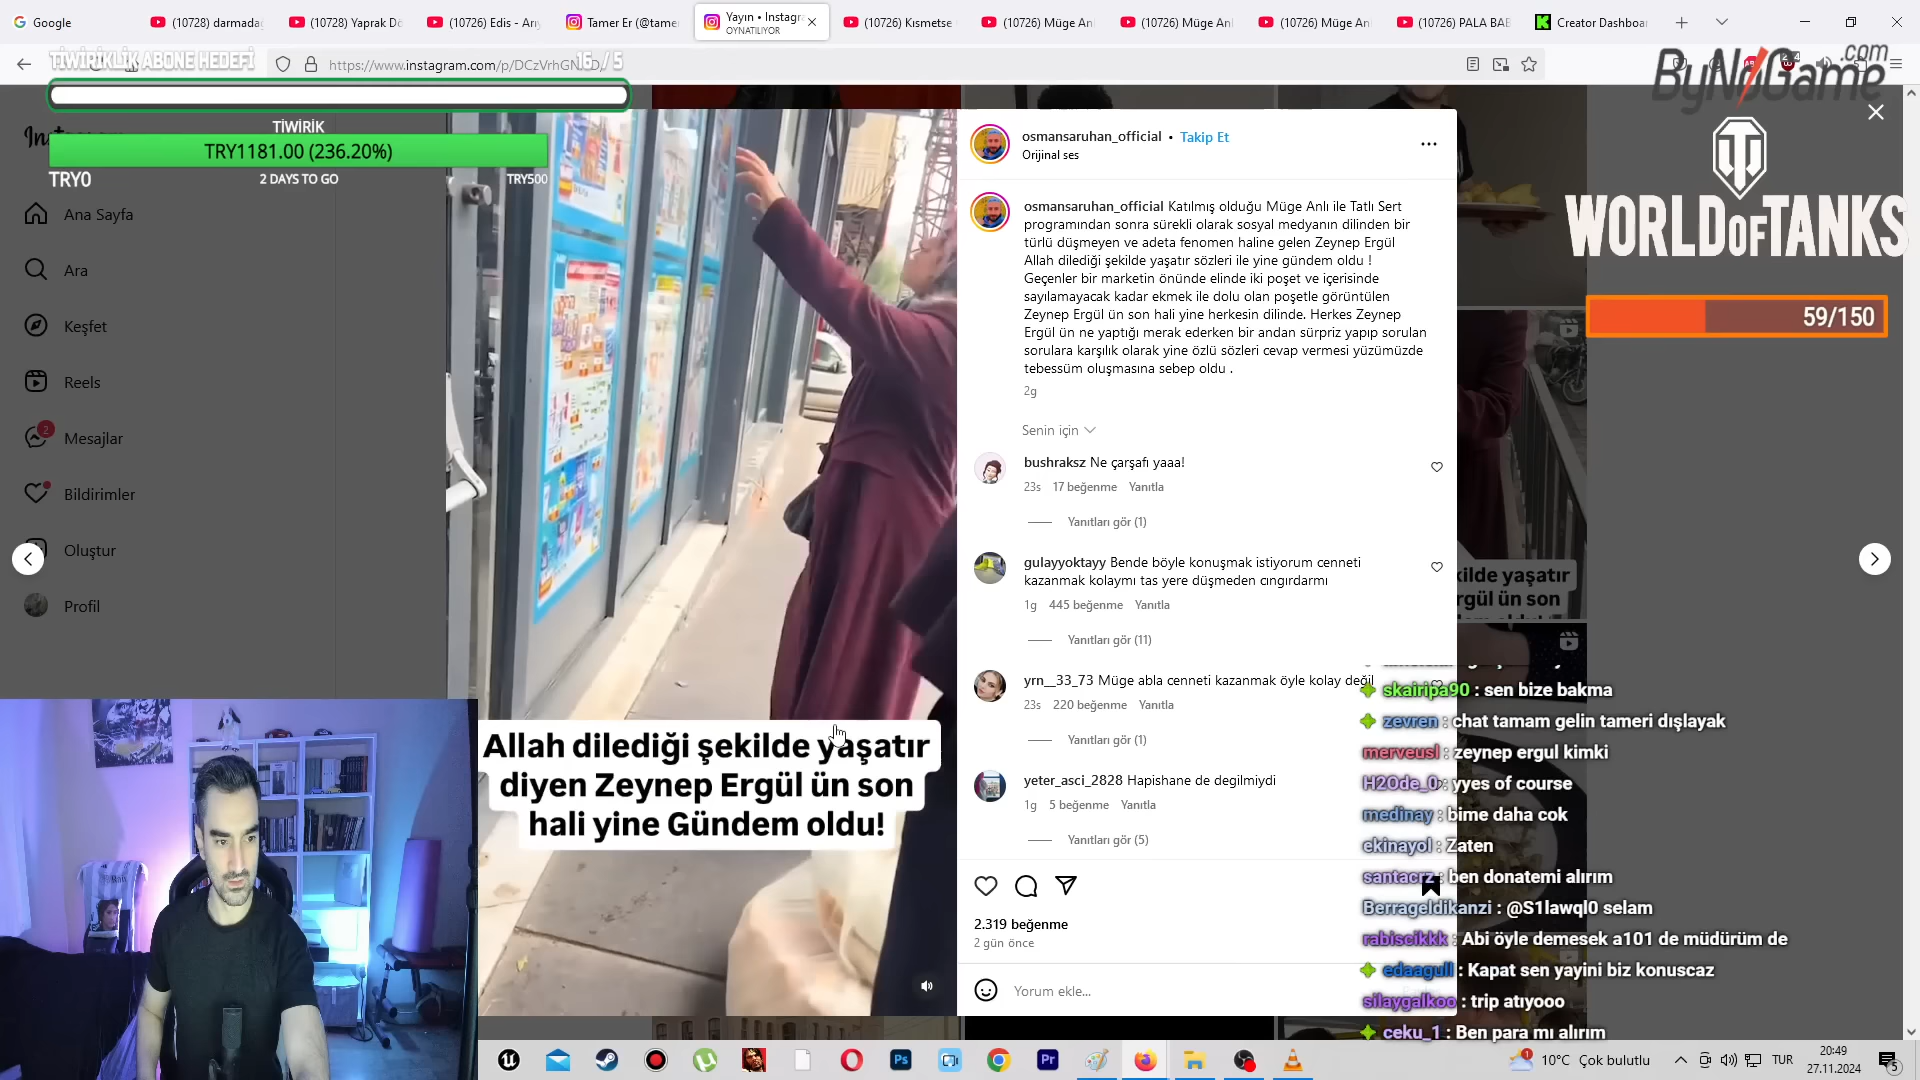 Google
(10728) darmada
(10728) Yaprak D
(10726) Edis - Arı
Tamer Er (@tame
Yayın • Instagr
OYNATILIYOR
(10726) Kısmetse
(10726) Müge An
(10726) Müge An
(10726) Müge An
(10726) PALA BAB
Creator Dashboa
TİWİRİKLİK ABONE HEDEFİ
/ 5
https://www.instagram.com/p/DCzVrhG
ByNoGame
.com
TİWİRİK
TRY1181.00 (236.20%)
TRY0
2 DAYS TO GO
TRY500
Ana Sayfa
Ara
Keşfet
Reels
2
Mesajlar
Bildirimler
Oluştur
Profil
osmansaruhan_official • Takip Et
Orijinal ses
osmansaruhan_official Katılmış olduğu Müge Anlı ile Tatlı Sert
programından sonra sürekli olarak sosyal medyanın dilinden bir
türlü düşmeyen ve adeta fenomen haline gelen Zeynep Ergül
Allah dilediği şekilde yaşatır sözleri ile yine gündem oldu !
Geçenler bir marketin önünde elinde iki poşet ve içerisinde
sayılamayacak kadar ekmek ile dolu olan poşetle görüntülen
Zeynep Ergül ün son hali yine herkesin dilinde. Herkes Zeynep
Ergül ün ne yaptığı merak ederken bir andan sürpriz yapıp sorulan
sorulara karşılık olarak yine özlü sözleri cevap vermesi yüzümüzde
tebessüm oluşmasına sebep oldu .
2g
Senin için
bushraksz Ne çarşafı yaaa!
23s 17 beğenme Yanıtla
Yanıtları gör (1)
gulayyoktayy Bende böyle konuşmak istiyorum cenneti
kazanmak kolaymı tas yere düşmeden cıngırdarmı
1g 445 beğenme Yanıtla
Yanıtları gör (11)
yrn__33_73 Müge abla cenneti kazanmak öyle kolay değil
23s 220 beğenme Yanıtla
Yanıtları gör (1)
yeter_asci_2828 Hapishane de degilmiydi
1g 5 beğenme Yanıtla
Yanıtları gör (5)
2.319 beğenme
2 gün önce
Yorum ekle...
WORLD OF TANKS
59/150
kilde yaşatır
rgül ün son
Allah dilediği şekilde yaşatır
diyen Zeynep Ergül ün son
hali yine Gündem oldu!
skairipa90 : sen bize bakma
zevren : chat tamam gelin tameri dışlayak
merveusl : zeynep ergul kimki
H2Ode_0 : yyes of course
medinay : bime daha cok
ekinayol : Zaten
santacrz : ben donatemi alırım
Berrageldikanzi : @S1lawql0 selam
rabiscikkk : Abi öyle demesek a101 de müdürüm de
edaagull : Kapat sen yayini biz konuscaz
silaygalkoo : trip atıyooo
ceku_1 : Ben para mı alırım
Ps
Pr
1
10°C Çok bulutlu
TUR
20:49
27.11.2024
5